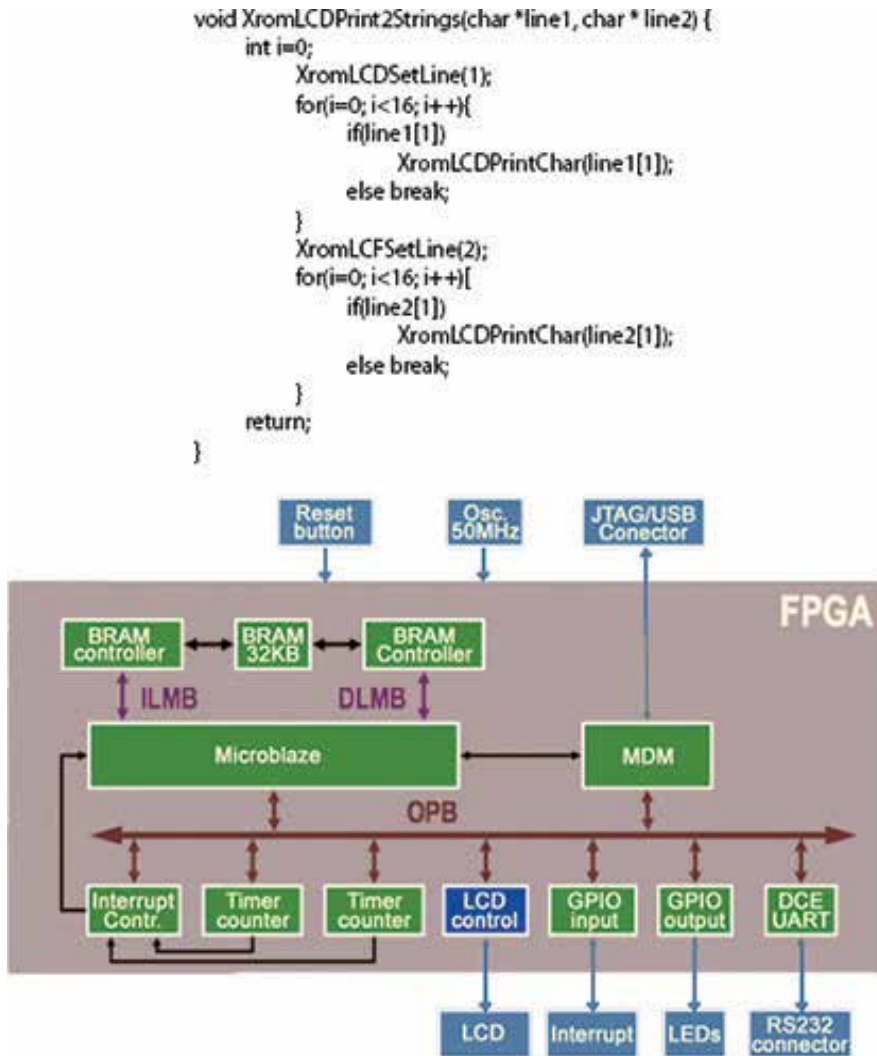 void XromLCDPrint2Strings(char *line1, char * line2) {
int i=0;
XromLCDSetLine(1);
for(i=0; i<16; i++){
if(line1[1])
XromLCDPrintChar(line1[1]);
else break;
}
XromLCFSetLine(2);
for(i=0; i<16; i++)[
if(line2[1])
XromLCDPrintChar(line2[1]);
else break;
}
return;
}
Reset
button
Osc.
50MHz
JTAG/USB
Conector
FPGA
BRAM
controller
BRAM
32KB
BRAM
Controller
ILMB
DLMB
Microblaze
MDM
OPB
Interrupt
Contr.
Timer
counter
Timer
counter
LCD
control
GPIO
input
GPIO
output
DCE
UART
LCD
Interrupt
LEDs
RS232
connector